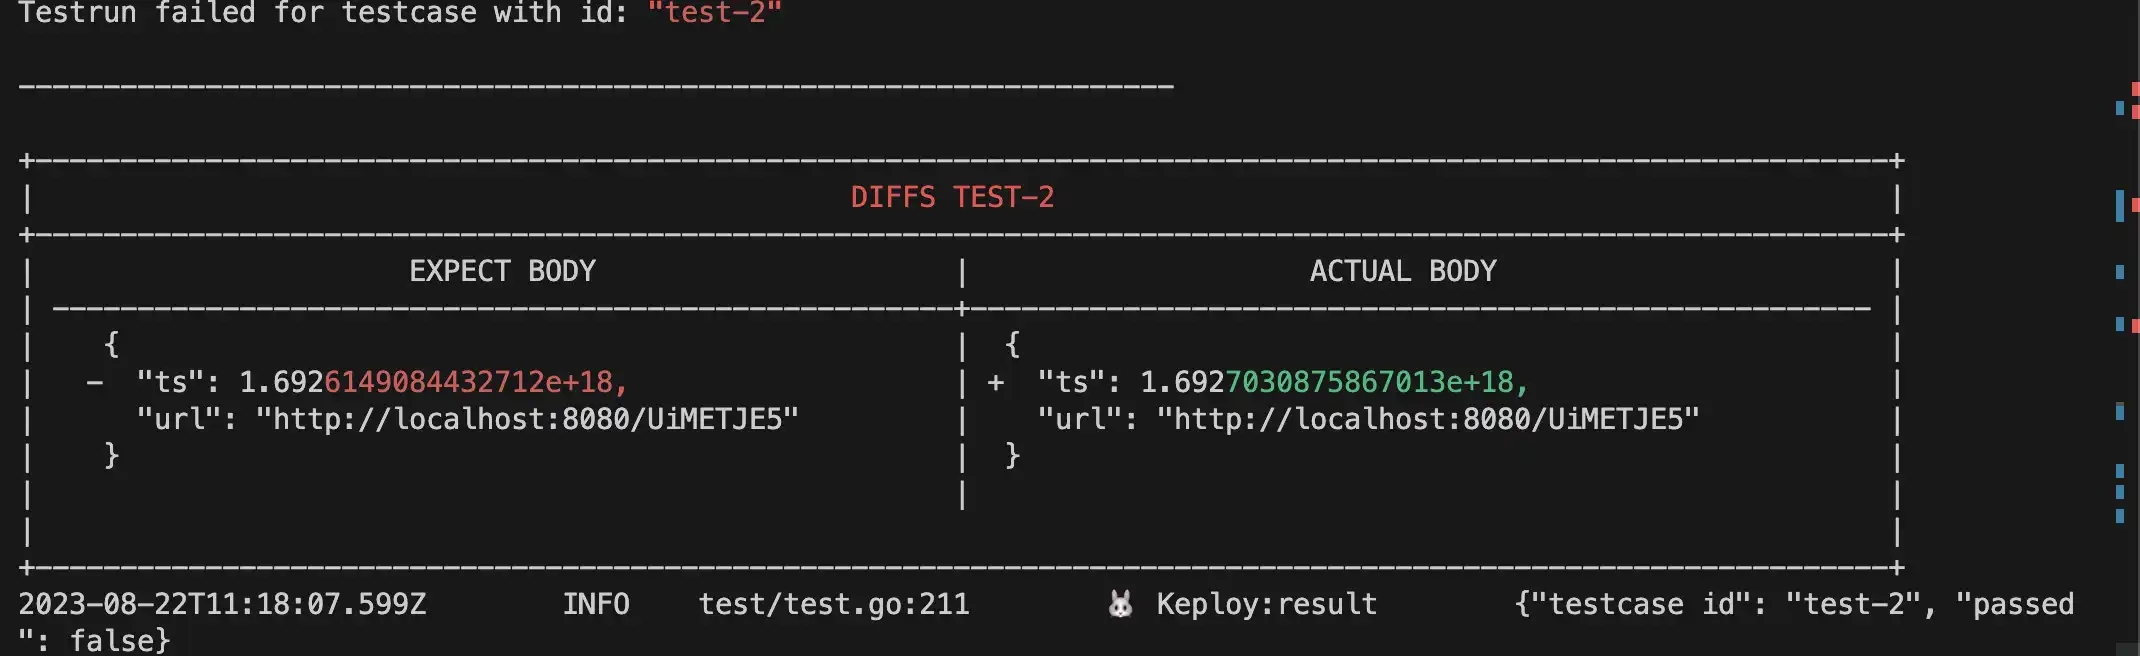 Testrun failed for testcase with id: "test-2"
DIFFS TEST-2
EXPECT BODY | ACTUAL BODY
{ | {
- "ts": 1.6926149084432712e+18, | + "ts": 1.6927030875867013e+18,
"url": "http://localhost:8080/UiMETJE5" | "url": "http://localhost:8080/UiMETJE5"
} | }
2023-08-22T11:18:07.599Z INFO test/test.go:211 🐰 Keploy:result {"testcase id": "test-2", "passed
": false}